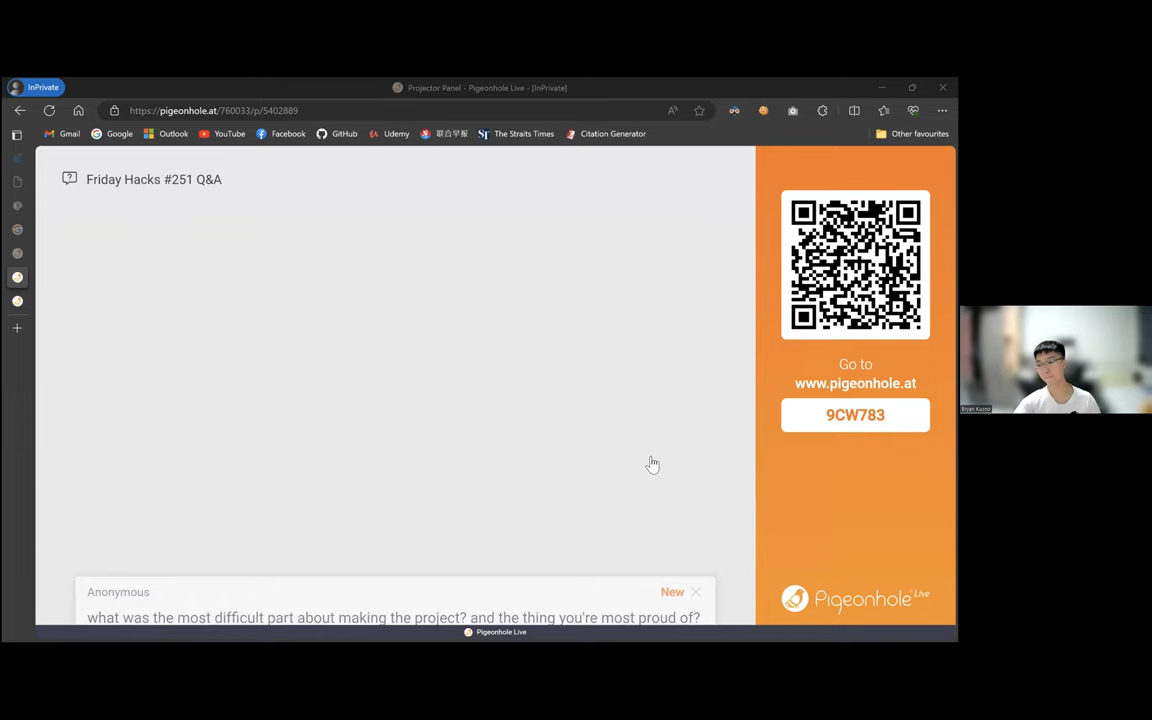 InPrivate
Projector Panel - Pigeonhole Live - [InPrivate]
https://pigeonhole.at/760033/p/5402889
Gmail
Google
Outlook
YouTube
Facebook
GitHub
Udemy
联合早报
The Straits Times
Citation Generator
Other favourites
Friday Hacks #251 Q&A
Go to
www.pigeonhole.at
9CW783
Bryan Kusno
Anonymous
New
what was the most difficult part about making the project? and the thing you're most proud of?
Pigeonhole Live
Pigeonhole Live